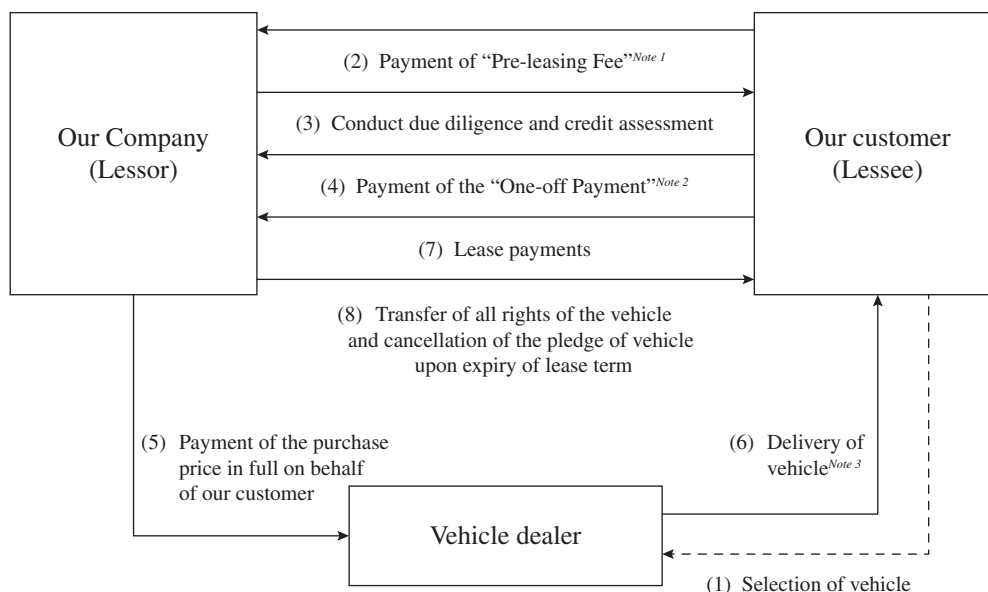 (2) Payment of “Pre-leasing Fee”Note 1
(3) Conduct due diligence and credit assessment
Our Company
(Lessor)
Our customer
(Lessee)
(4) Payment of the “One-off Payment”Note 2
(7) Lease payments
(8) Transfer of all rights of the vehicle
and cancellation of the pledge of vehicle
upon expiry of lease term
(5) Payment of the purchase
price in full on behalf
of our customer
(6) Delivery of
vehicleNote 3
Vehicle dealer
(1) Selection of vehicle